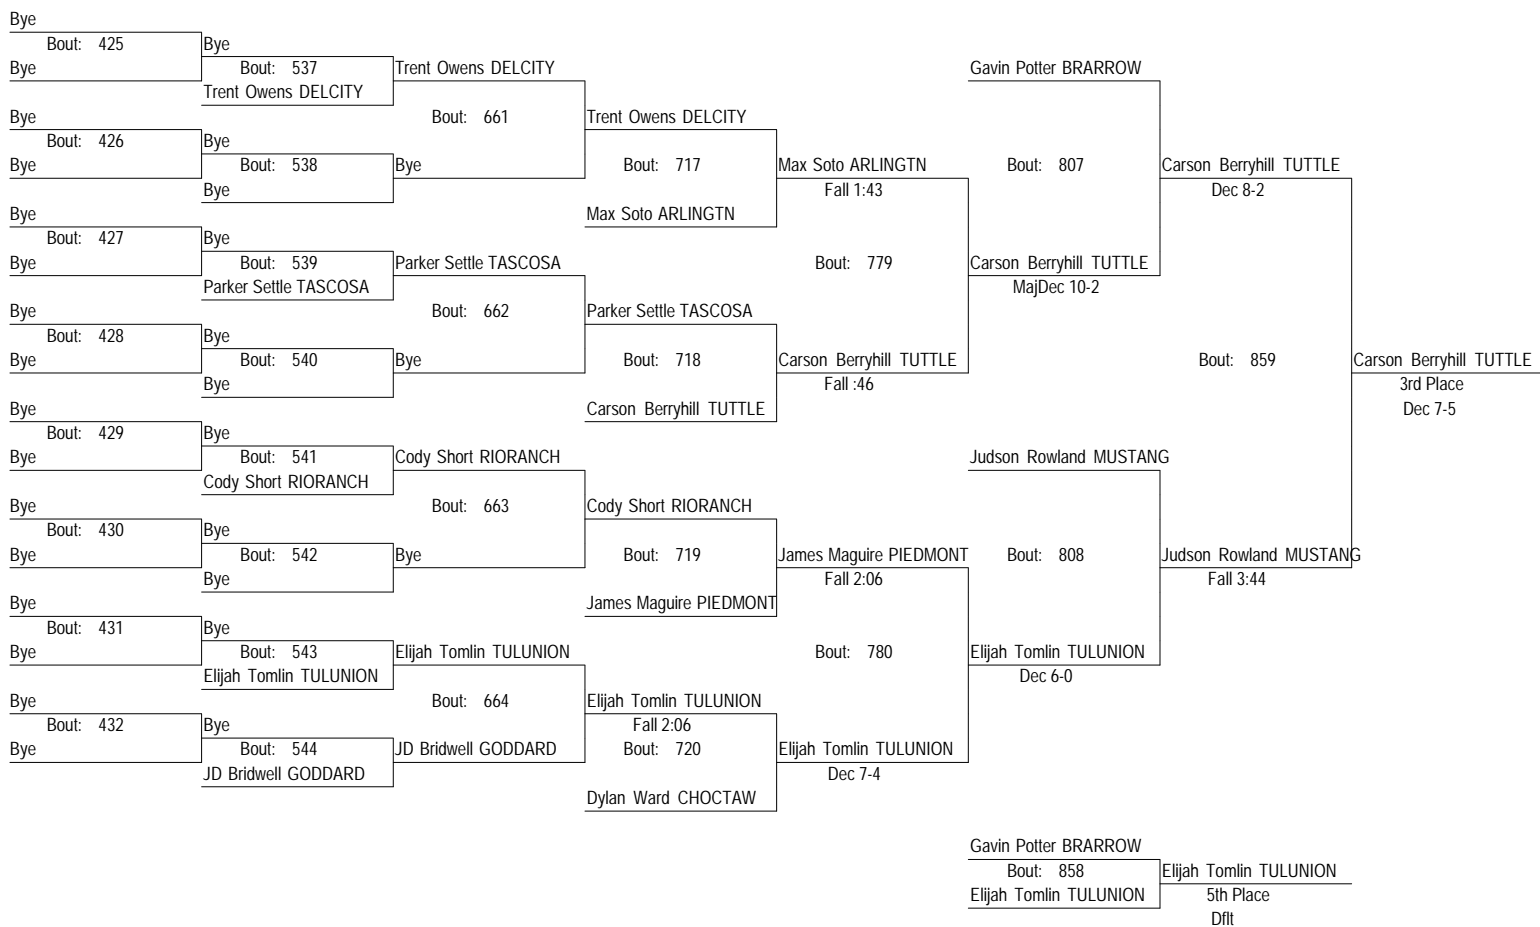 Bye
Bout: 425
Bye
Bye
Bout: 537
Trent Owens DELCITY
Trent Owens DELCITY
Bout: 661
Bye
Bout: 426
Bye
Bye
Bout: 538
Bye
Bye
Trent Owens DELCITY
Bout: 717
Max Soto ARLINGTN
Bye
Bout: 427
Bye
Bye
Bout: 539
Parker Settle TASCOSA
Parker Settle TASCOSA
Bout: 662
Bye
Bout: 428
Bye
Bye
Bout: 540
Bye
Bye
Parker Settle TASCOSA
Bout: 718
Carson Berryhill TUTTLE
Max Soto ARLINGTN
Fall 1:43
Bout: 779
Carson Berryhill TUTTLE
Fall :46
Gavin Potter BRARROW
Bout: 807
Carson Berryhill TUTTLE
MajDec 10-2
Carson Berryhill TUTTLE
Dec 8-2
Bout: 859
Carson Berryhill TUTTLE
3rd Place
Dec 7-5
Bye
Bout: 429
Bye
Bye
Bout: 541
Cody Short RIORANCH
Cody Short RIORANCH
Bout: 663
Bye
Bout: 430
Bye
Bye
Bout: 542
Bye
Bye
Cody Short RIORANCH
Bout: 719
James Maguire PIEDMONT
Bye
Bout: 431
Bye
Bye
Bout: 543
Elijah Tomlin TULUNION
Elijah Tomlin TULUNION
Bout: 664
Bye
Bout: 432
Bye
Bye
Bout: 544
JD Bridwell GODDARD
JD Bridwell GODDARD
Elijah Tomlin TULUNION
Fall 2:06
Bout: 720
Dylan Ward CHOCTAW
James Maguire PIEDMONT
Fall 2:06
Bout: 780
Elijah Tomlin TULUNION
Dec 7-4
Judson Rowland MUSTANG
Bout: 808
Elijah Tomlin TULUNION
Dec 6-0
Judson Rowland MUSTANG
Fall 3:44
Gavin Potter BRARROW
Bout: 858
Elijah Tomlin TULUNION
Elijah Tomlin TULUNION
5th Place
Dflt